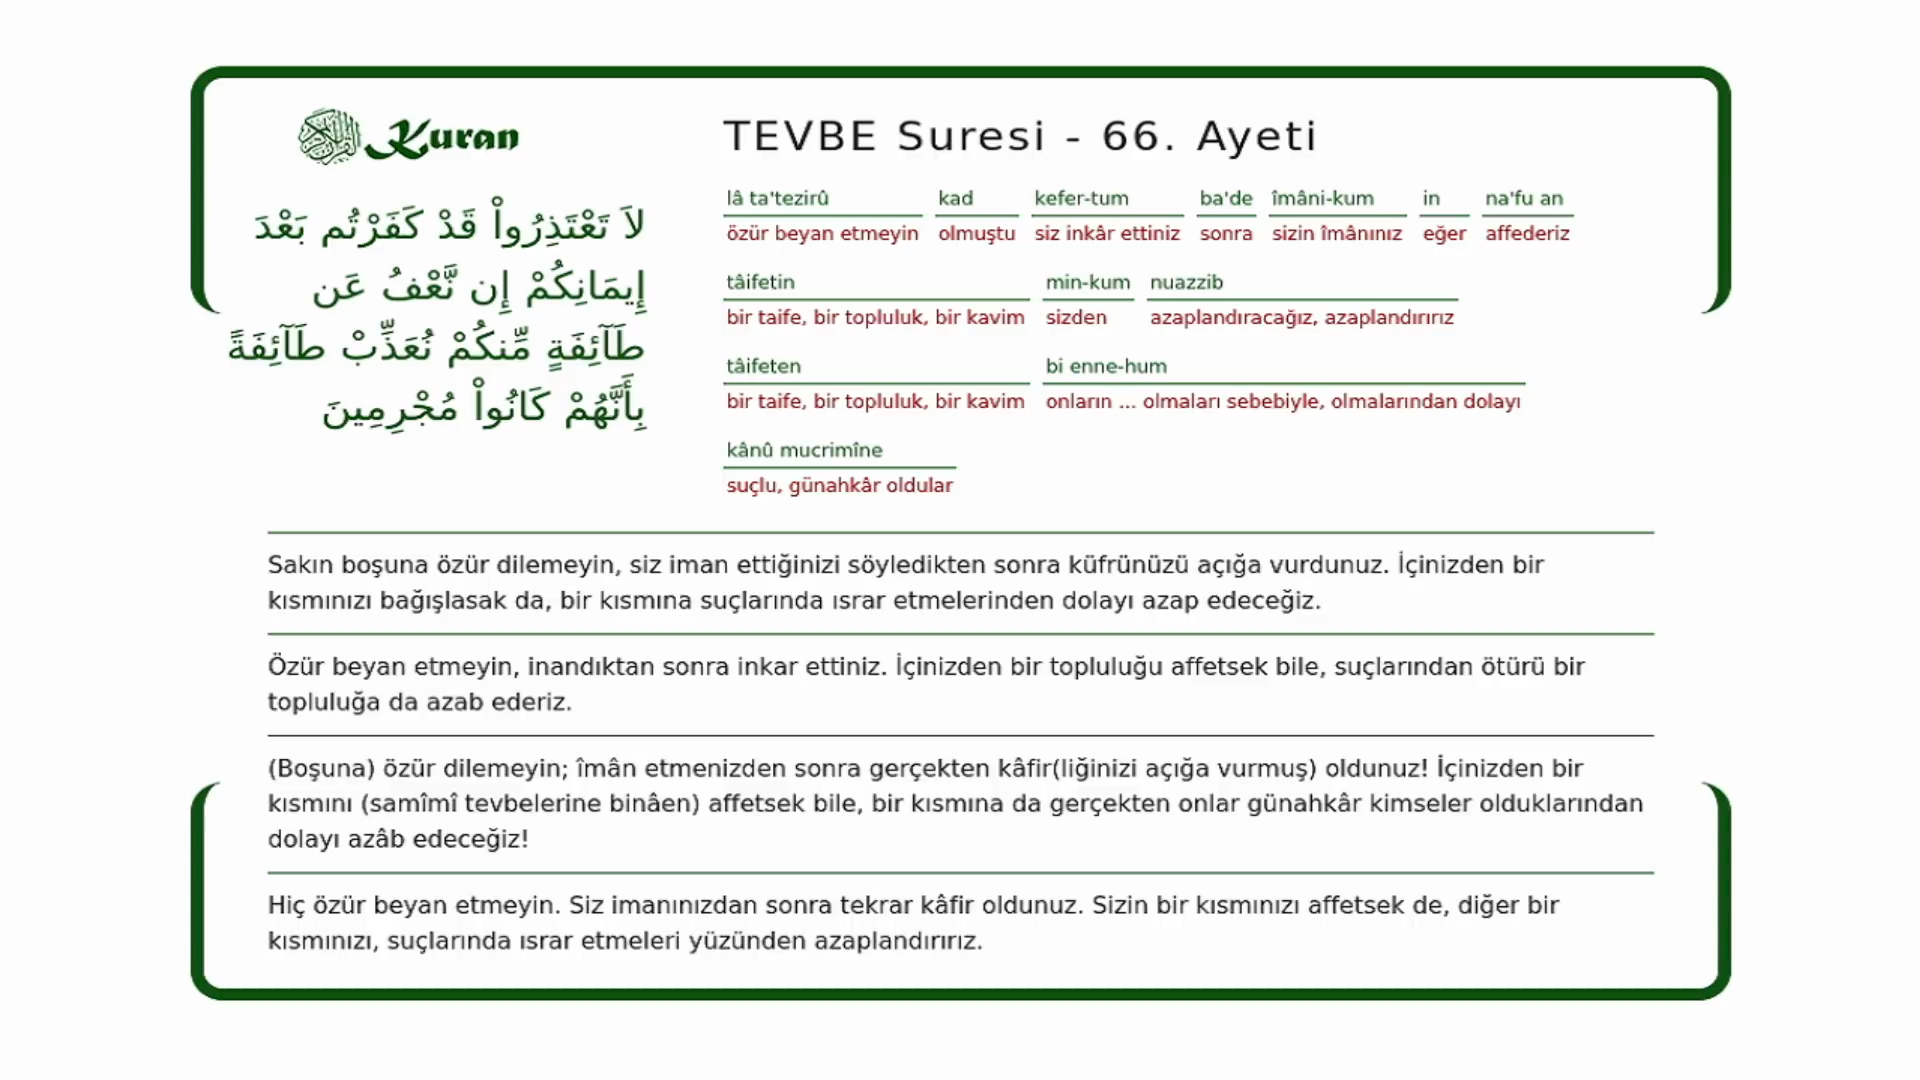 Kuran
TEVBE Suresi - 66. Ayeti
لاَ تَعْتَذِرُواْ قَدْ كَفَرْتُم بَعْدَ
إِيمَانِكُمْ إِن نَّعْفُ عَن
طَآئِفَةٍ مِّنكُمْ نُعَذِّبْ طَآئِفَةً
بِأَنَّهُمْ كَانُواْ مُجْرِمِينَ
lâ ta'tezirû kad kefer-tum ba'de îmâni-kum in na'fu an
özür beyan etmeyin olmuştu siz inkâr ettiniz sonra sizin îmânınız eğer affederiz
tâifetin min-kum nuazzib
bir taife, bir topluluk, bir kavim sizden azaplandıracağız, azaplandırırız
tâifeten bi enne-hum
bir taife, bir topluluk, bir kavim onların ... olmaları sebebiyle, olmalarından dolayı
kânû mucrimîne
suçlu, günahkâr oldular
Sakın boşuna özür dilemeyin, siz iman ettiğinizi söyledikten sonra küfrünüzü açığa vurdunuz. İçinizden bir
kısmınızı bağışlasak da, bir kısmına suçlarında ısrar etmelerinden dolayı azap edeceğiz.
Özür beyan etmeyin, inandıktan sonra inkar ettiniz. İçinizden bir topluluğu affetsek bile, suçlarından ötürü bir
topluluğa da azab ederiz.
(Boşuna) özür dilemeyin; îmân etmenizden sonra gerçekten kâfir(liğinizi açığa vurmuş) oldunuz! İçinizden bir
kısmını (samîmî tevbelerine binâen) affetsek bile, bir kısmına da gerçekten onlar günahkâr kimseler olduklarından
dolayı azâb edeceğiz!
Hiç özür beyan etmeyin. Siz imanınızdan sonra tekrar kâfir oldunuz. Sizin bir kısmınızı affetsek de, diğer bir
kısmınızı, suçlarında ısrar etmeleri yüzünden azaplandırırız.